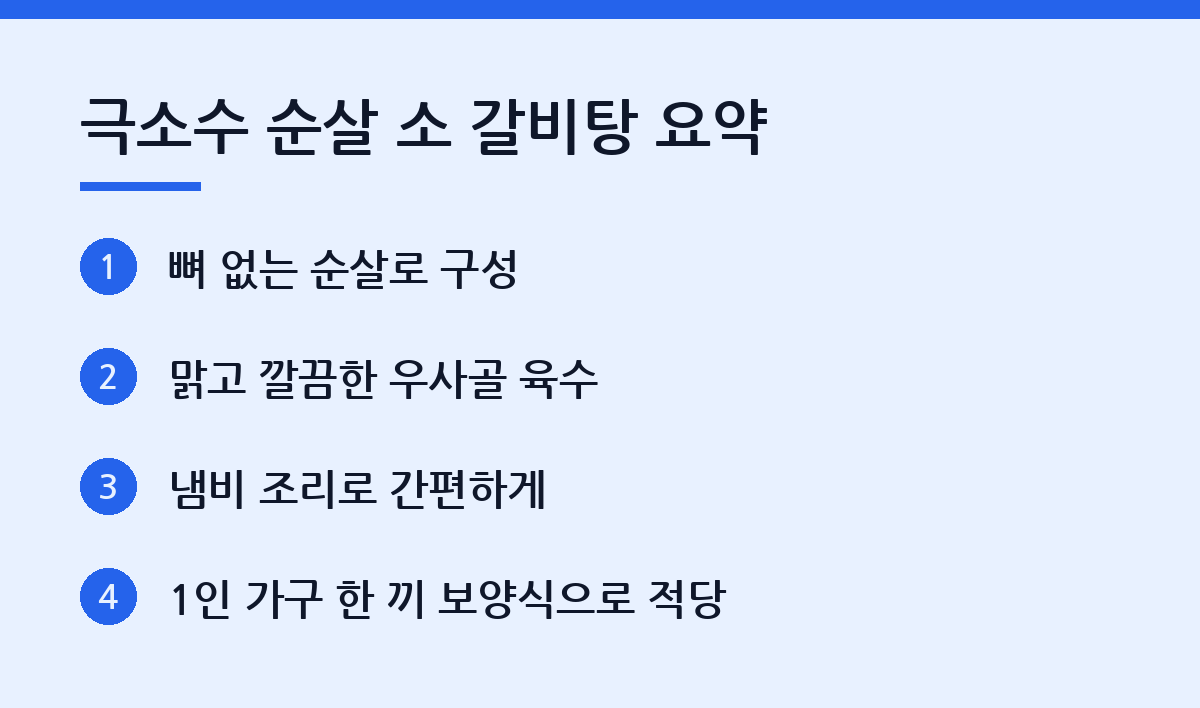 극소수 순살 소 갈비탕 요약
1 뼈 없는 순살로 구성
2 맑고 깔끔한 우사골 육수
3 냄비 조리로 간편하게
4 1인 가구 한 끼 보양식으로 적당